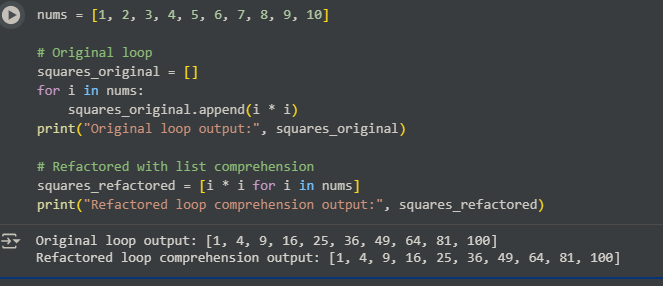 nums = [1, 2, 3, 4, 5, 6, 7, 8, 9, 10]
# Original loop
squares_original = []
for i in nums:
    squares_original.append(i * i)
print("Original loop output:", squares_original)
# Refactored with list comprehension
squares_refactored = [i * i for i in nums]
print("Refactored loop comprehension output:", squares_refactored)
Original loop output: [1, 4, 9, 16, 25, 36, 49, 64, 81, 100]
Refactored loop comprehension output: [1, 4, 9, 16, 25, 36, 49, 64, 81, 100]